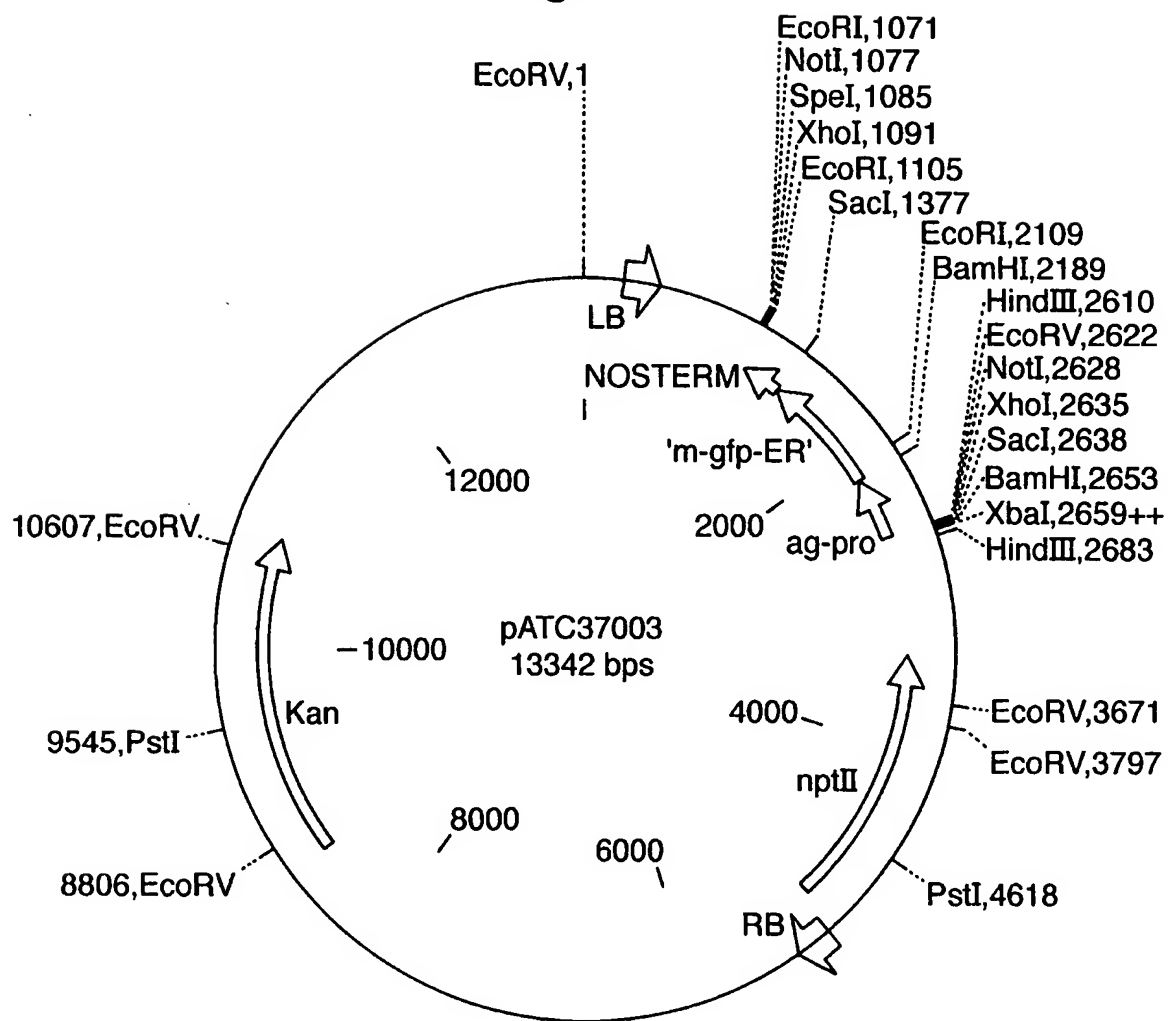 EcoRV,1
EcoRI,1071
NotI,1077
SpeI,1085
XhoI,1091
EcoRI,1105
SacI,1377
EcoRI,2109
BamHI,2189
HindIII,2610
EcoRV,2622
NotI,2628
XhoI,2635
SacI,2638
BamHI,2653
XbaI,2659++
HindIII,2683
LB
NOSTERM
'm-gfp-ER'
ag-pro
12000
2000
10607,EcoRV
pATC37003
13342 bps
10000
Kan
4000
EcoRV,3671
EcoRV,3797
9545,PstI
nptII
8000
6000
8806,EcoRV
PstI,4618
RB